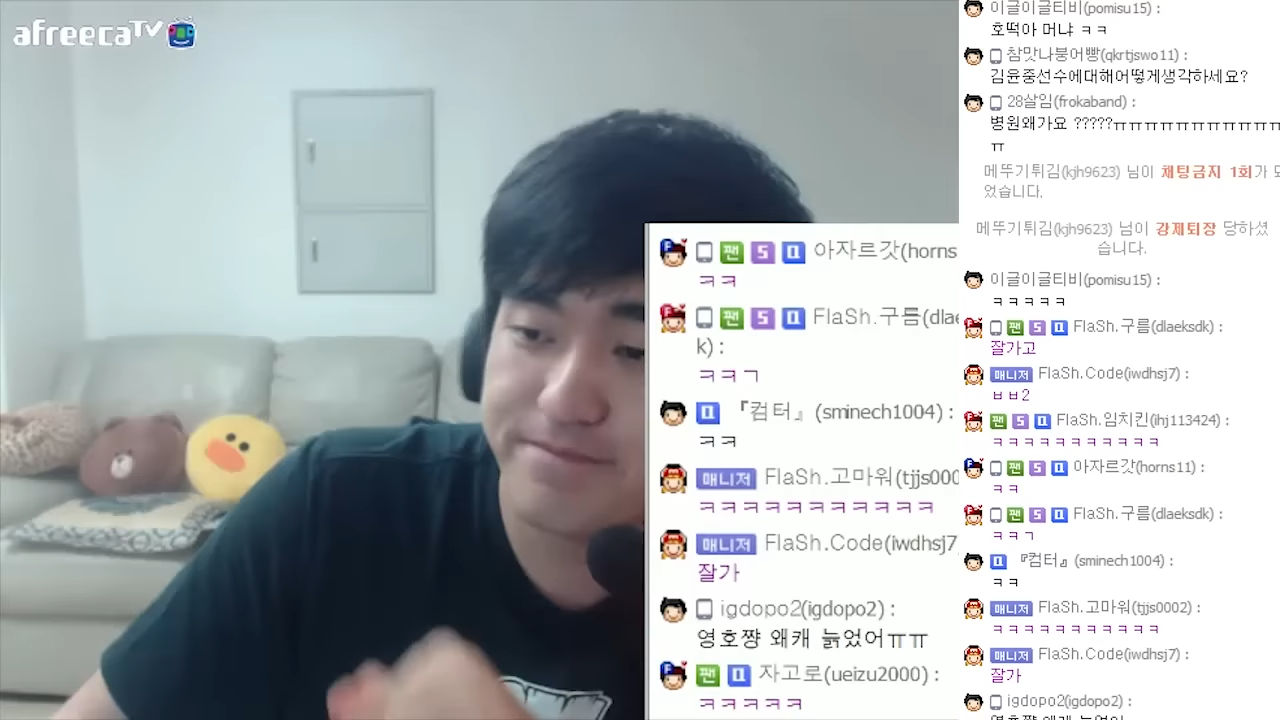 afreecaTV
아자르갓(horns
ㅋㅋ
FlaSh.구름(dlae
k) :
ㅋㅋㄱ
『컴터』 (sminech1004) :
ㅋㅋ
매니저 FlaSh.고마워(tjjs000
ㅋㅋㅋㅋㅋㅋㅋㅋㅋㅋㅋ
매니저 FlaSh.Code(iwdhsj7
잘가
igdopo2(igdopo2) :
영호쨩 왜캐 늙었어ㅠㅠ
자고로(ueizu2000) :
ㅋㅋㅋㅋㅋ
이글이글티비(pomisu15) :
호떡아 머냐 ㅋㅋ
참맛나붕어빵(qkrtjswo11) :
김윤중선수에대해어떻게생각하세요?
28살임(frokaband) :
병원왜가요 ?????ㅠㅠㅠㅠㅠㅠㅠㅠㅠㅠㅠ
ㅠ
메뚜기튀김(kjh9623) 님이 채팅금지 1회가 되
었습니다.
메뚜기튀김(kjh9623) 님이 강제퇴장 당하셨
습니다.
이글이글티비(pomisu15) :
ㅋㅋㅋㅋㅋ
팬 S Q FlaSh.구름(dlaeksdk) :
잘가고
매니저 FlaSh.Code(iwdhsj7) :
ㅂㅂ2
팬 S Q FlaSh.임치킨(ihj113424) :
ㅋㅋㅋㅋㅋㅋㅋㅋㅋㅋㅋ
팬 S Q 아자르갓(horns11) :
ㅋㅋ
팬 S Q FlaSh.구름(dlaeksdk) :
ㅋㅋㄱ
『컴터』 (sminech1004) :
ㅋㅋ
매니저 FlaSh.고마워(tjjs0002) :
ㅋㅋㅋㅋㅋㅋㅋㅋㅋㅋㅋ
매니저 FlaSh.Code(iwdhsj7) :
잘가
igdopo2(igdopo2) :